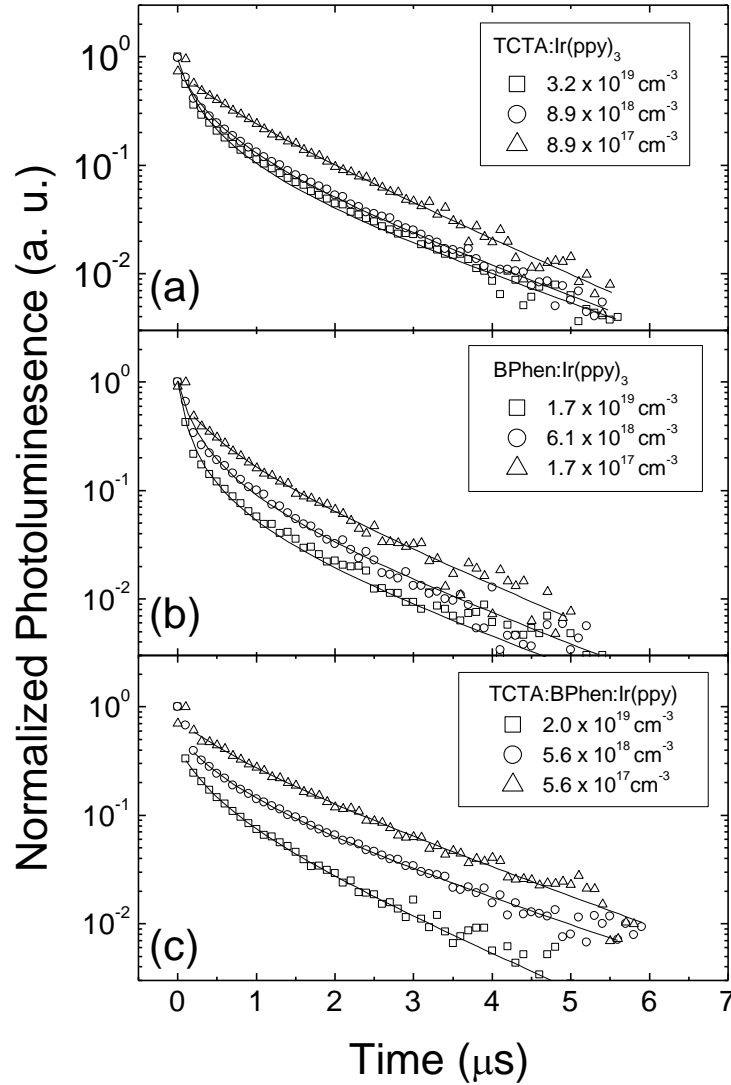 Normalized Photoluminesence (a. u.)
10^0
10^-1
10^-2
(a)
TCTA:Ir(ppy)_3
□ 3.2 x 10^19 cm^-3
○ 8.9 x 10^18 cm^-3
△ 8.9 x 10^17 cm^-3
10^0
10^-1
10^-2
(b)
BPhen:Ir(ppy)_3
□ 1.7 x 10^19 cm^-3
○ 6.1 x 10^18 cm^-3
△ 1.7 x 10^17 cm^-3
10^0
10^-1
10^-2
(c)
TCTA:BPhen:Ir(ppy)
□ 2.0 x 10^19 cm^-3
○ 5.6 x 10^18 cm^-3
△ 5.6 x 10^17 cm^-3
0 1 2 3 4 5 6 7
Time (μs)